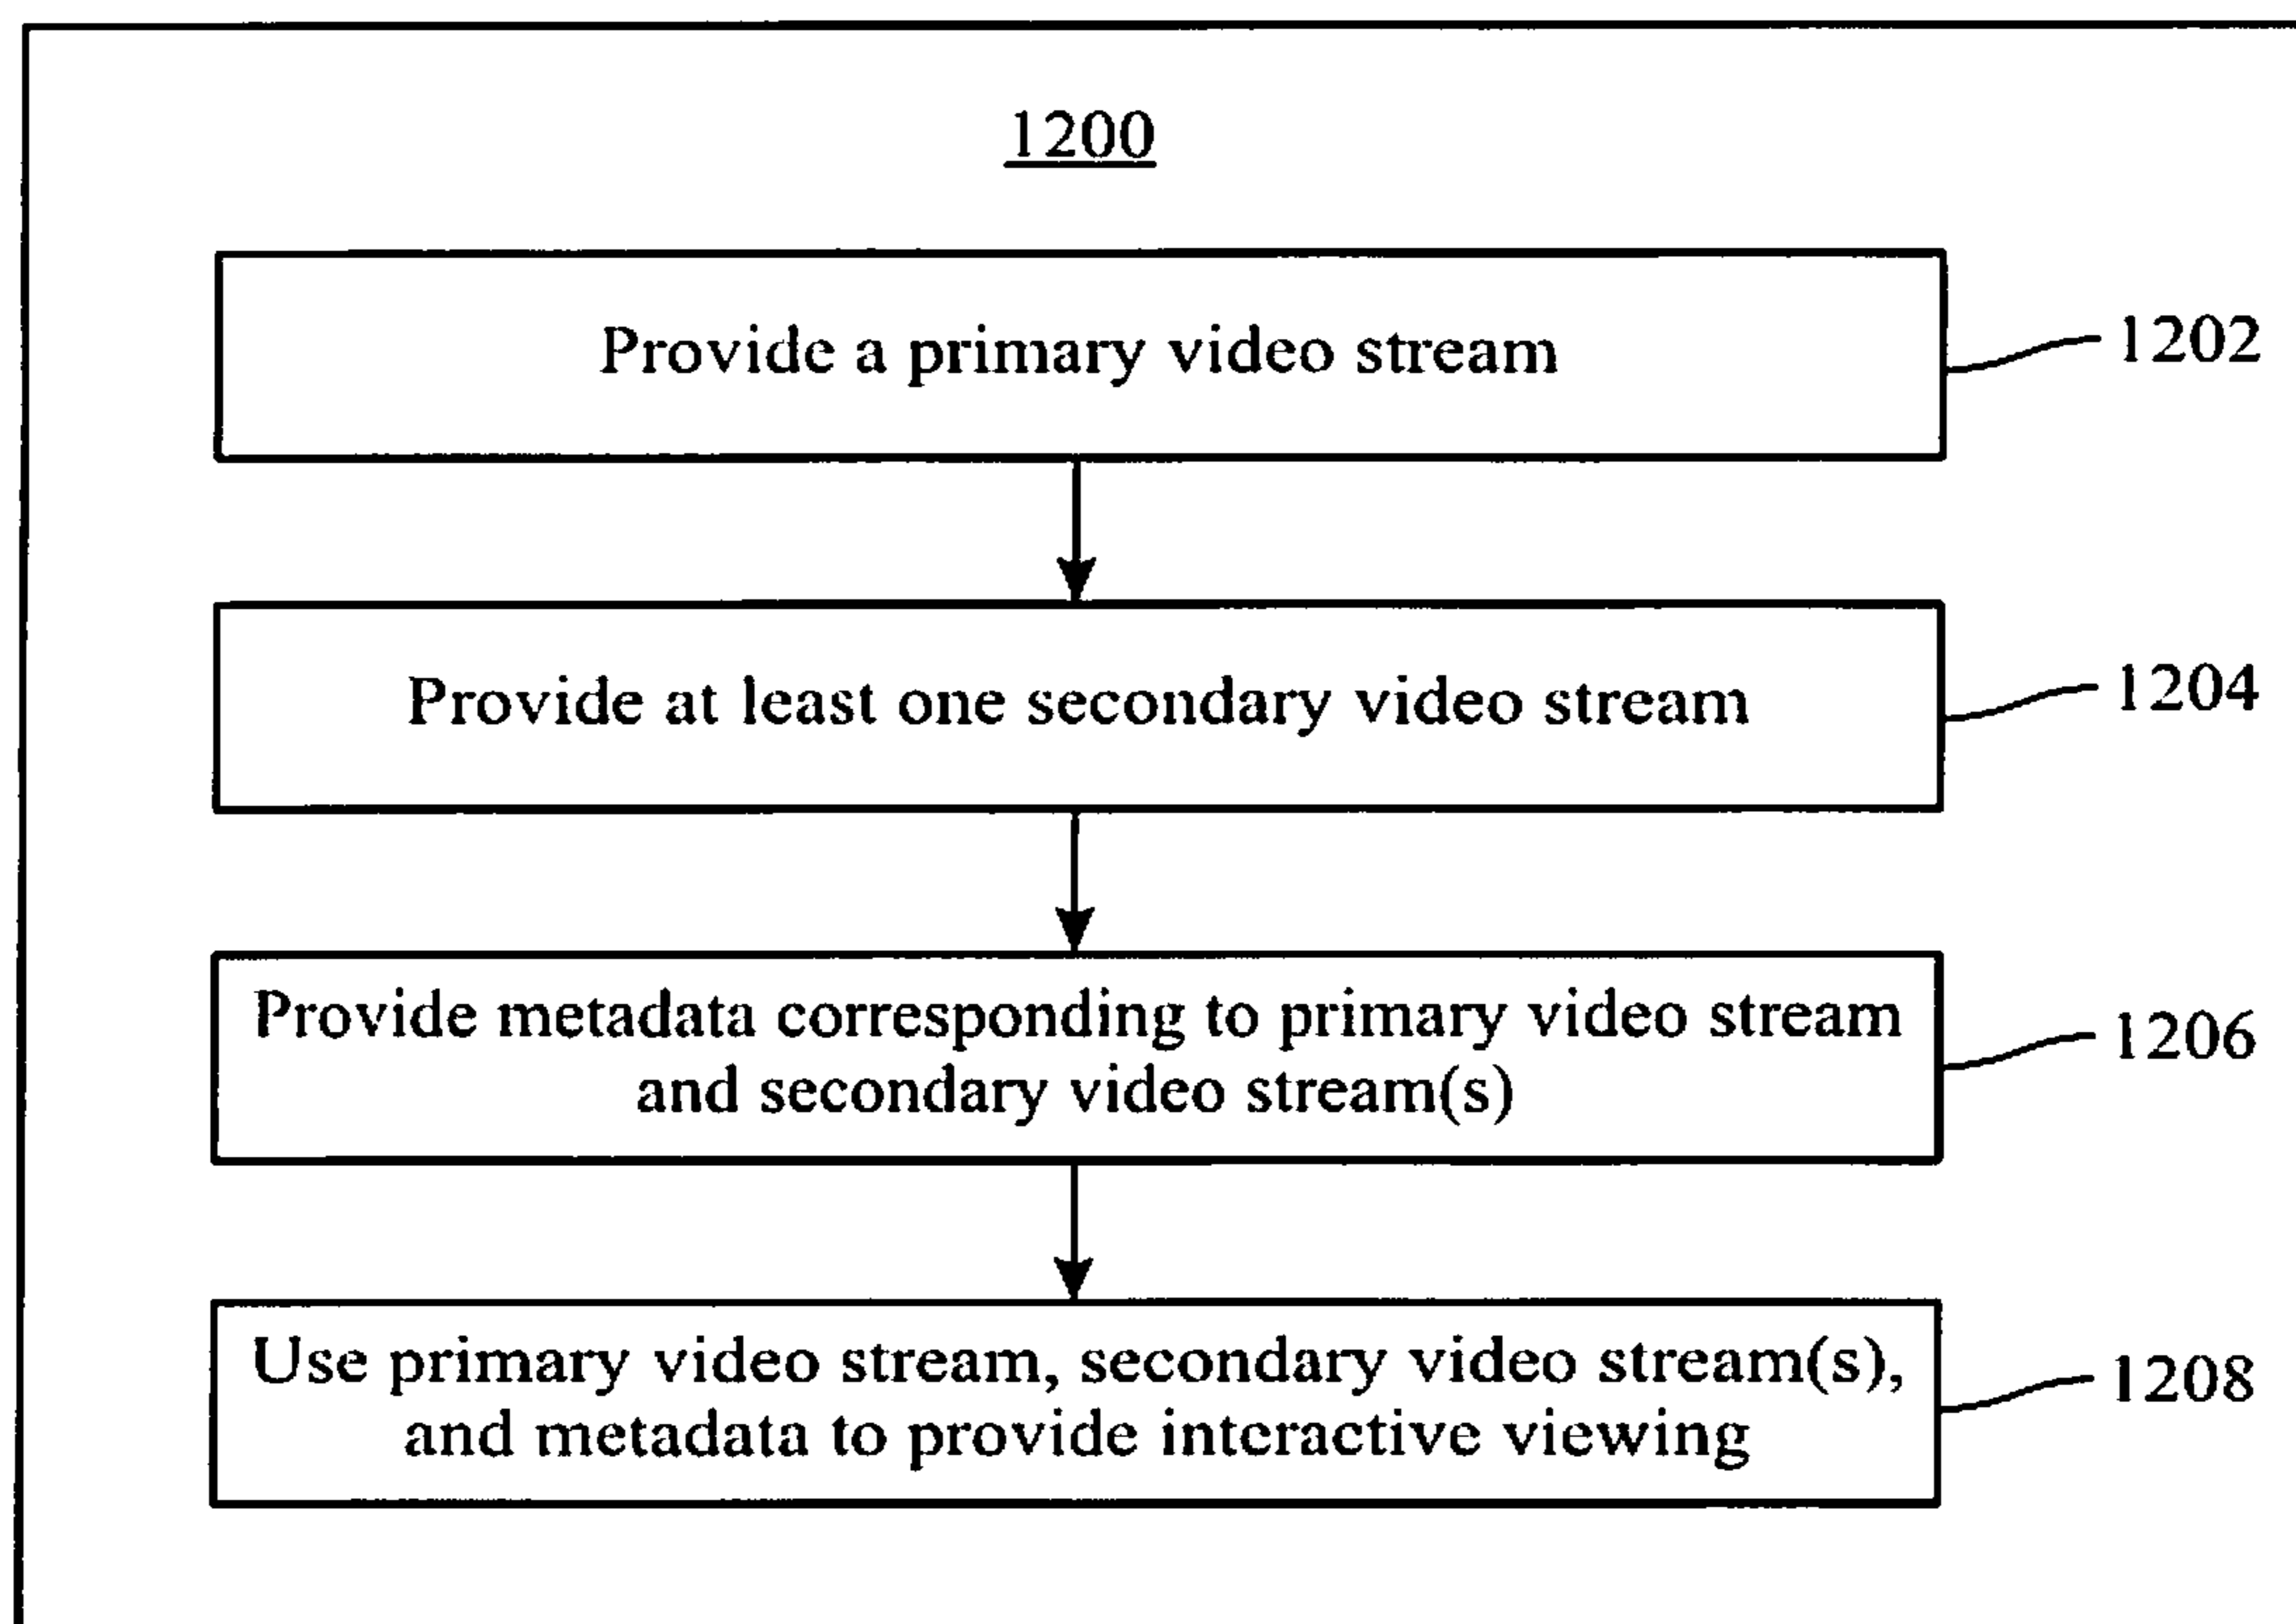 1200
Provide a primary video stream
1202
Provide at least one secondary video stream
1204
Provide metadata corresponding to primary video stream
and secondary video stream(s)
1206
Use primary video stream, secondary video stream(s),
and metadata to provide interactive viewing
1208